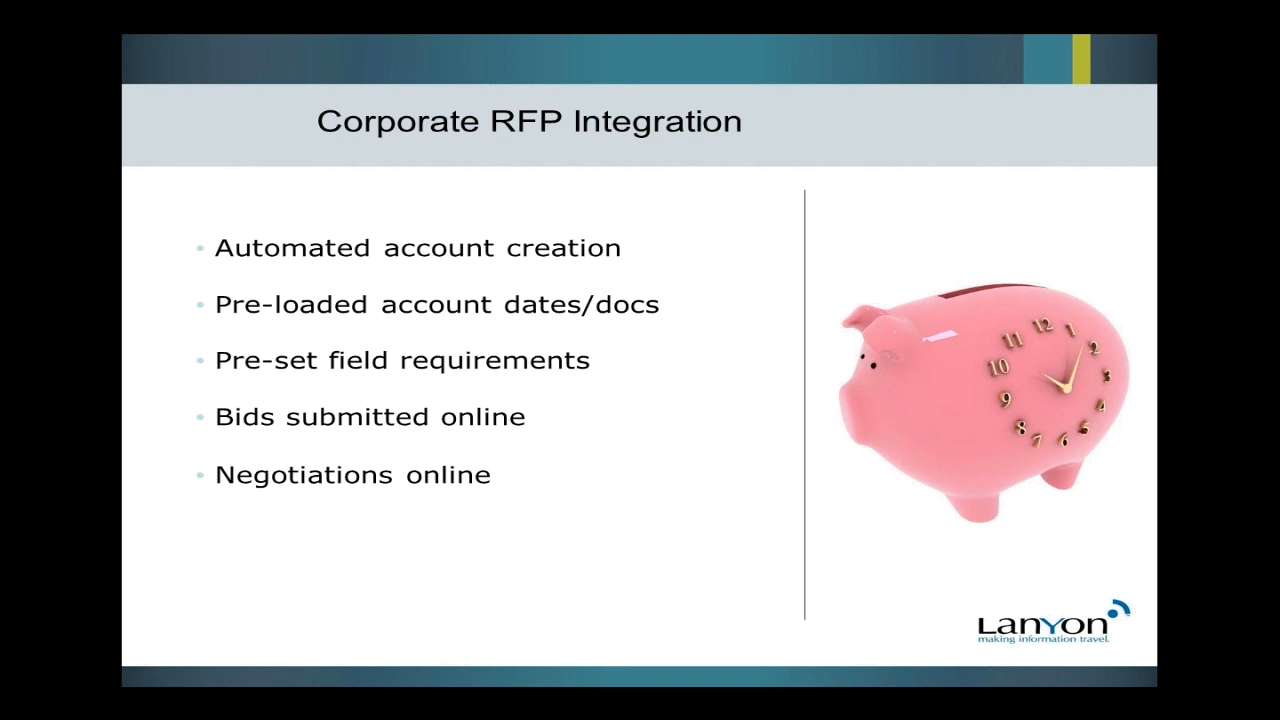 Corporate RFP Integration
• Automated account creation
• Pre-loaded account dates/docs
• Pre-set field requirements
• Bids submitted online
• Negotiations online
12
1
2
3
4
5
6
7
8
9
10
11
Lanyon
making information travel.